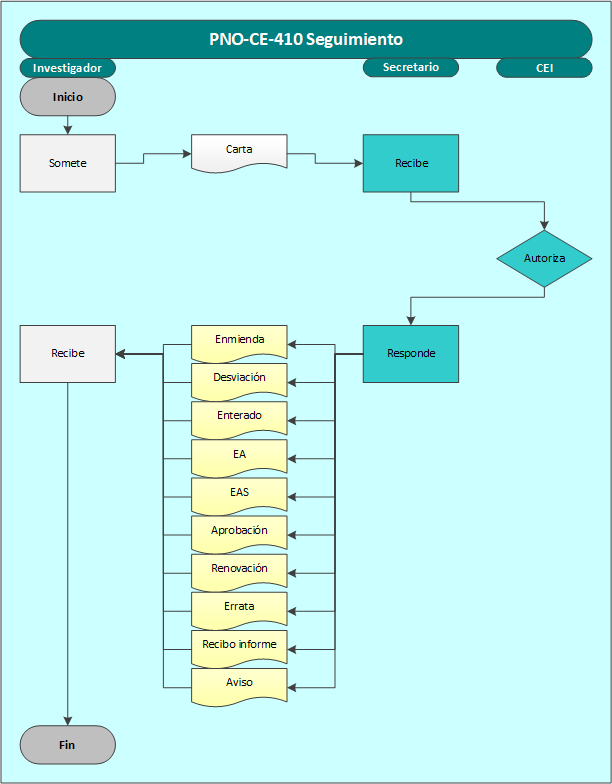 PNO-CE-410 Seguimiento
Investigador
Secretario
CEI
Inicio
Somete
Carta
Recibe
Autoriza
Recibe
Enmienda
Responde
Desviación
Enterado
EA
EAS
Aprobación
Renovación
Errata
Recibo informe
Aviso
Fin